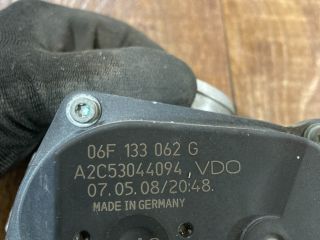 06F 133 062 G
A2C53044094 VDO
07.05.08/20:48.
MADE IN GERMANY